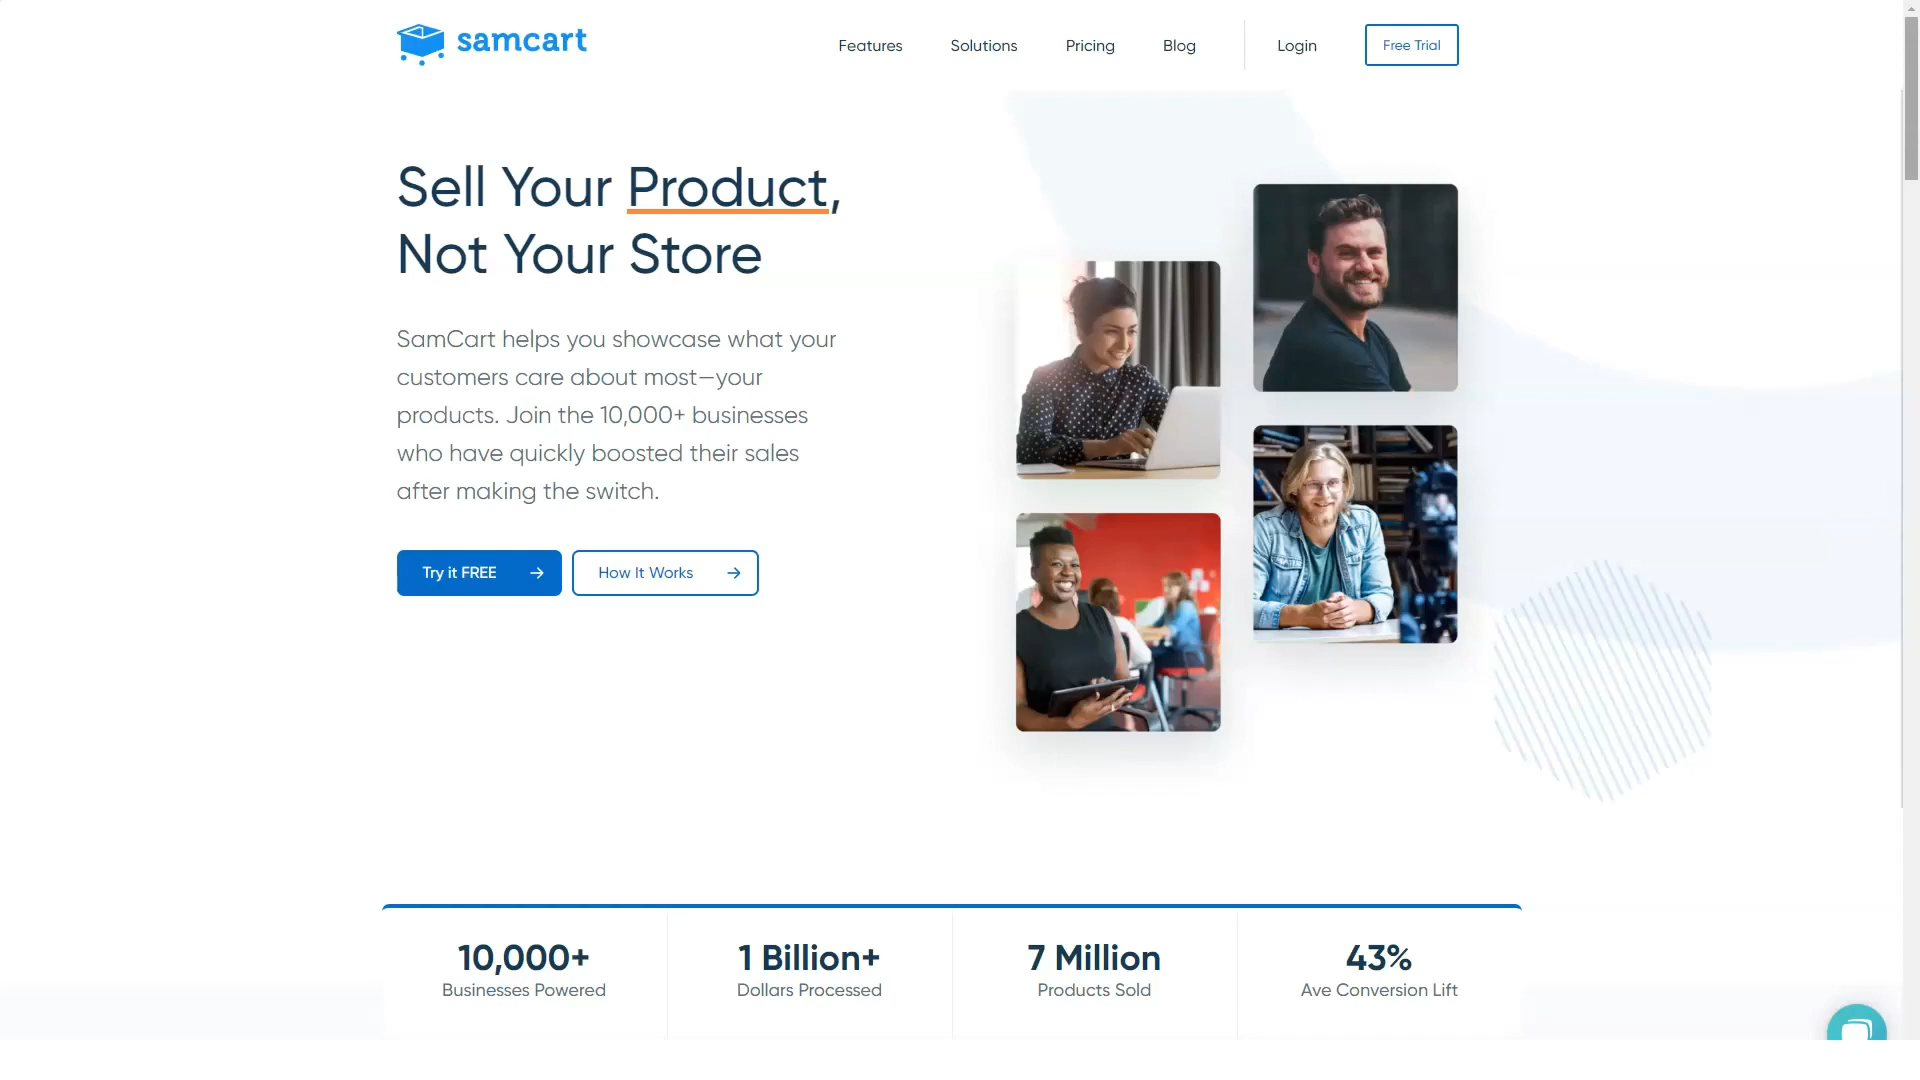 samcart
Features
Solutions
Pricing
Blog
Login
Free Trial
Sell Your Product,
Not Your Store
SamCart helps you showcase what your
customers care about most—your
products. Join the 10,000+ businesses
who have quickly boosted their sales
after making the switch.
Try it FREE
How It Works
10,000+
Businesses Powered
1 Billion+
Dollars Processed
7 Million
Products Sold
43%
Ave Conversion Lift